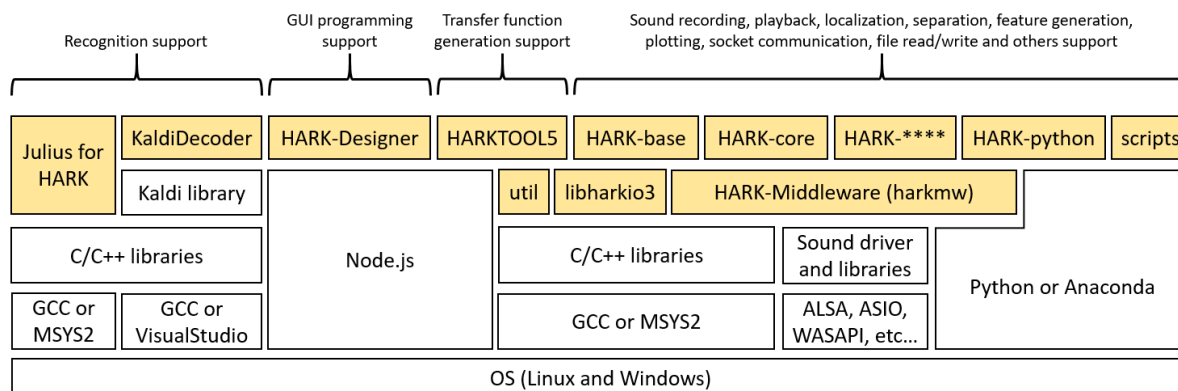 Recognition support
GUI programming
support
Transfer function
generation support
Sound recording, playback, localization, separation, feature generation,
plotting, socket communication, file read/write and others support
Julius for
HARK
KaldiDecoder
HARK-Designer
HARKTOOL5
HARK-base
HARK-core
HARK-****
HARK-python
scripts
Kaldi library
util
libharkio3
HARK-Middleware (harkmw)
C/C++ libraries
Node.js
C/C++ libraries
Sound driver
and libraries
Python or Anaconda
GCC or
MSYS2
GCC or
VisualStudio
GCC or MSYS2
ALSA, ASIO,
WASAPI, etc...
OS (Linux and Windows)